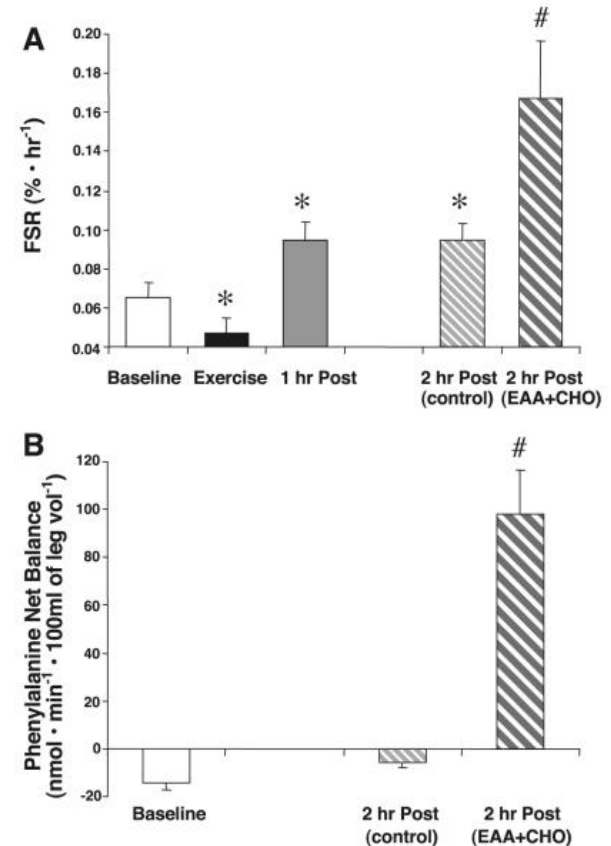 A
FSR (% • hr-1)
0.20
0.18
0.16
0.14
0.12
0.10
0.08
0.06
0.04
*
*
*
#
Baseline Exercise 1 hr Post 2 hr Post 2 hr Post
(control) (EAA+CHO)
B
Phenylalanine Net Balance
(nmol • min-1 • 100ml of leg vol-1)
120
100
80
60
40
20
0
-20
#
Baseline 2 hr Post 2 hr Post
(control) (EAA+CHO)